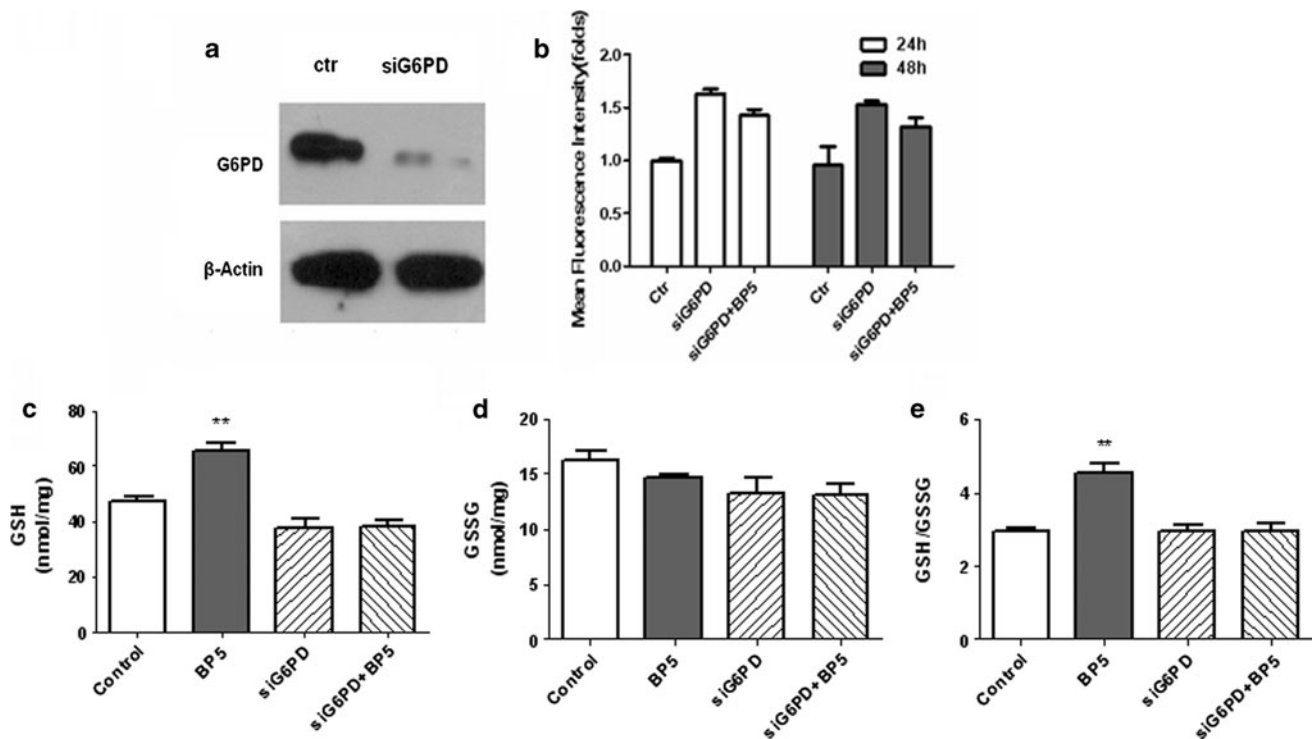 a
ctr siG6PD
G6PD
β-Actin
b
24h
48h
Mean Fluorescence Intensity(folds)
2.0
1.5
1.0
0.5
0.0
Ctr
siG6PD
siG6PD+BP5
Ctr
siG6PD
siG6PD+BP5
c
**
GSH
(nmol/mg)
80
60
40
20
0
Control
BP5
siG6PD
siG6PD+BP5
d
GSSG
(nmol/mg)
20
15
10
15
0
Control
BP5
siG6PD
siG6PD+BP5
e
**
GSH/GSSG
6
4
2
0
Control
BP5
siG6PD
siG6PD+BP5